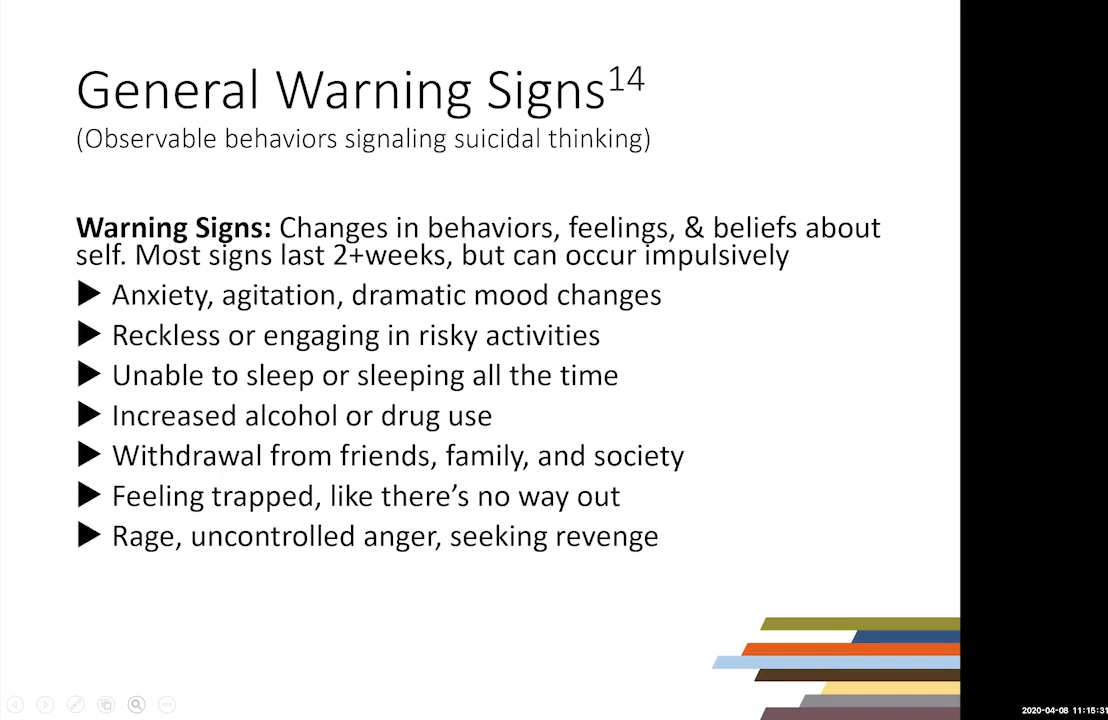 General Warning Signs14
(Observable behaviors signaling suicidal thinking)
Warning Signs: Changes in behaviors, feelings, & beliefs about
self. Most signs last 2+weeks, but can occur impulsively
▶ Anxiety, agitation, dramatic mood changes
▶ Reckless or engaging in risky activities
▶ Unable to sleep or sleeping all the time
▶ Increased alcohol or drug use
▶ Withdrawal from friends, family, and society
▶ Feeling trapped, like there’s no way out
▶ Rage, uncontrolled anger, seeking revenge
2020-04-08 11:15:31